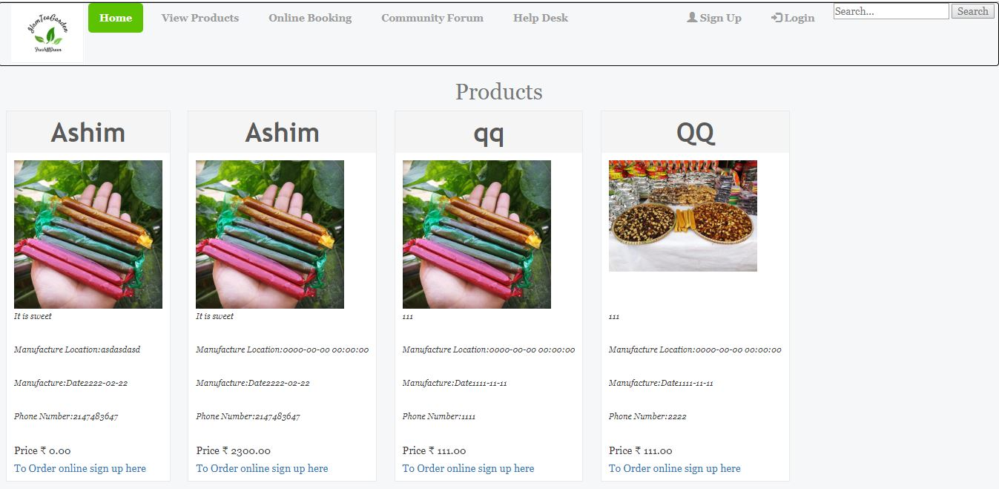 IlomTeaGarden
Fresh&Green
Home View Products Online Booking Community Forum Help Desk Sign Up Login Search... Search
Products
Ashim
It is sweet
Manufacture Location:asdasdasd
Manufacture:Date2222-02-22
Phone Number:2147483647
Price ₹ 0.00
To Order online sign up here
Ashim
It is sweet
Manufacture Location:0000-00-00 00:00:00
Manufacture:Date2222-02-22
Phone Number:2147483647
Price ₹ 2300.00
To Order online sign up here
qq
111
Manufacture Location:0000-00-00 00:00:00
Manufacture:Date1111-11-11
Phone Number:1111
Price ₹ 111.00
To Order online sign up here
QQ
111
Manufacture Location:0000-00-00 00:00:00
Manufacture:Date1111-11-11
Phone Number:2222
Price ₹ 111.00
To Order online sign up here